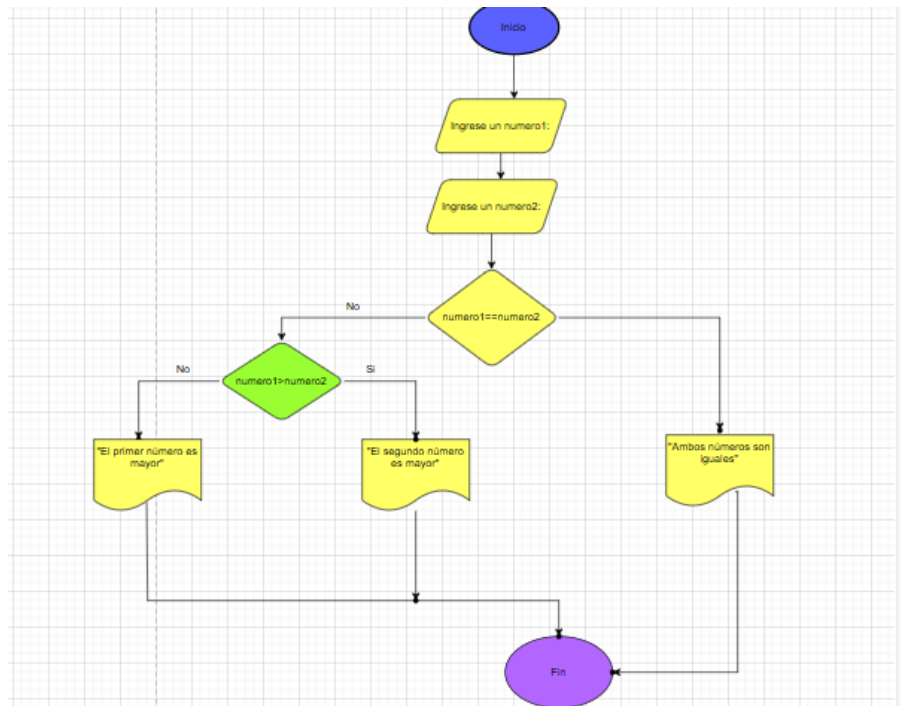 Inicio
Ingrese un numero1:
Ingrese un numero2:
numero1==numero2
No
numero1>numero2
No
Si
"El primer número es
mayor"
"El segundo número
es mayor"
"Ambos números son
iguales"
Fin